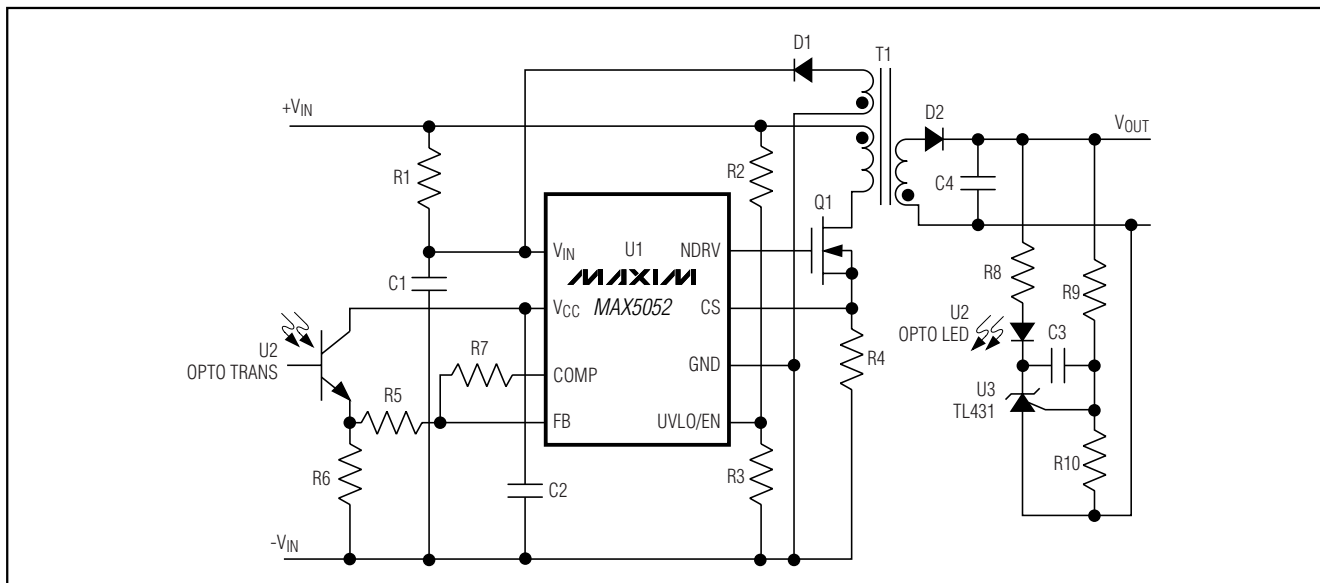 D1
T1
+VIN
D2
VOUT
R1
R2
C4
Q1
VIN
U1
NDRV
MAXIM
R8
R9
C1
VCC
MAX5052
CS
U2
OPTO LED
C3
U2
OPTO TRANS
R7
R4
COMP
GND
R5
U3
TL431
FB
UVLO/EN
R6
C2
R3
R10
-VIN